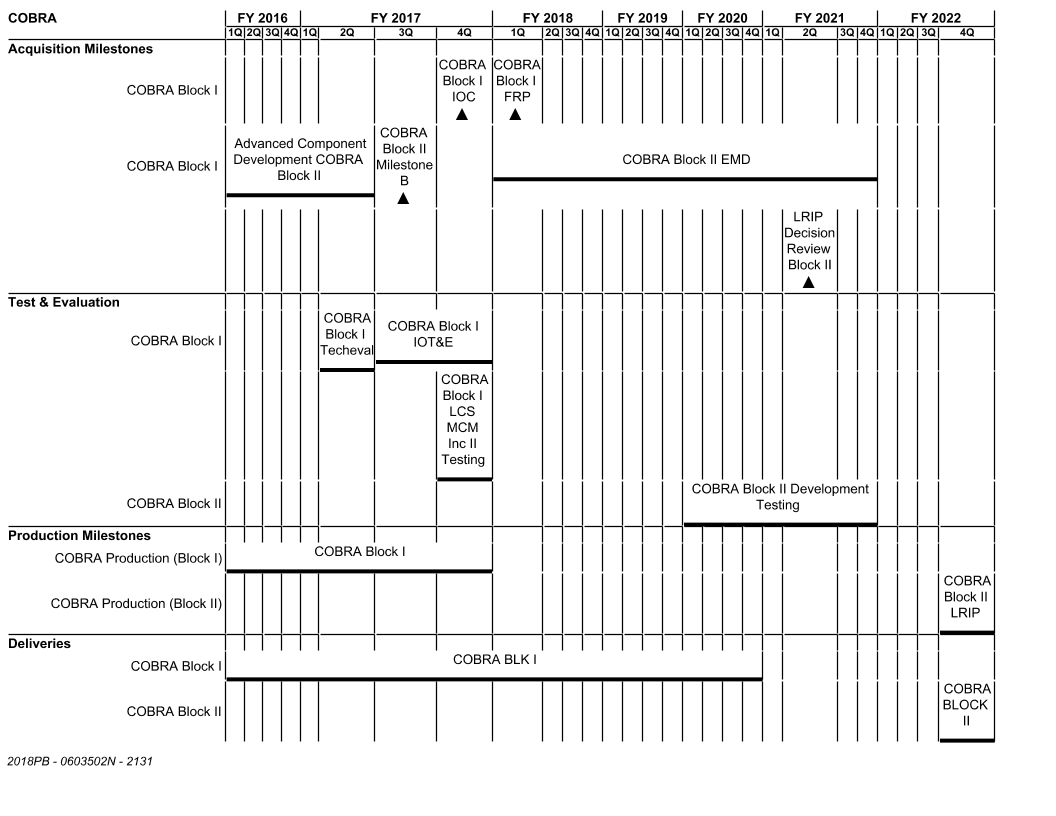 COBRA FY 2016 FY 2017 FY 2018 FY 2019 FY 2020 FY 2021 FY 2022
1Q 2Q 3Q 4Q 1Q 2Q 3Q 4Q 1Q 2Q 3Q 4Q 1Q 2Q 3Q 4Q 1Q 2Q 3Q 4Q 1Q 2Q 3Q 4Q 1Q 2Q 3Q 4Q
Acquisition Milestones
COBRA Block I
COBRA
Block I
IOC
COBRA
Block I
FRP
COBRA Block I
Advanced Component
Development COBRA
Block II
COBRA
Block II
Milestone
B
COBRA Block II EMD
LRIP
Decision
Review
Block II
Test & Evaluation
COBRA Block I
COBRA
Block I
Techeval
COBRA Block I
IOT&E
COBRA
Block I
LCS
MCM
Inc II
Testing
COBRA Block II
COBRA Block II Development
Testing
Production Milestones
COBRA Production (Block I)
COBRA Block I
COBRA Production (Block II)
COBRA
Block II
LRIP
Deliveries
COBRA Block I
COBRA BLK I
COBRA Block II
COBRA
BLOCK
II
2018PB - 0603502N - 2131